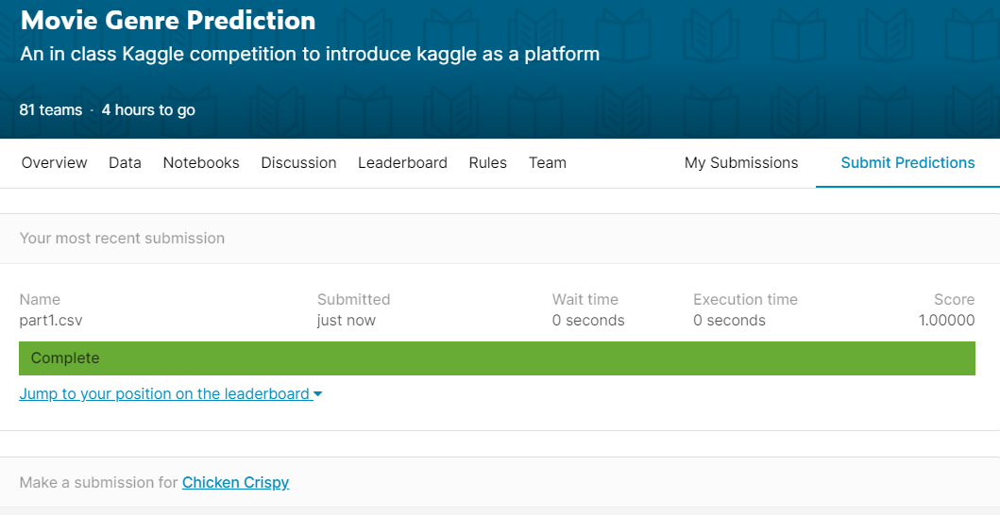 Movie Genre Prediction
An in class Kaggle competition to introduce kaggle as a platform
81 teams · 4 hours to go
Overview Data Notebooks Discussion Leaderboard Rules Team My Submissions Submit Predictions
Your most recent submission
Name Submitted Wait time Execution time Score
part1.csv just now 0 seconds 0 seconds 1.00000
Complete
Jump to your position on the leaderboard
Make a submission for Chicken Crispy